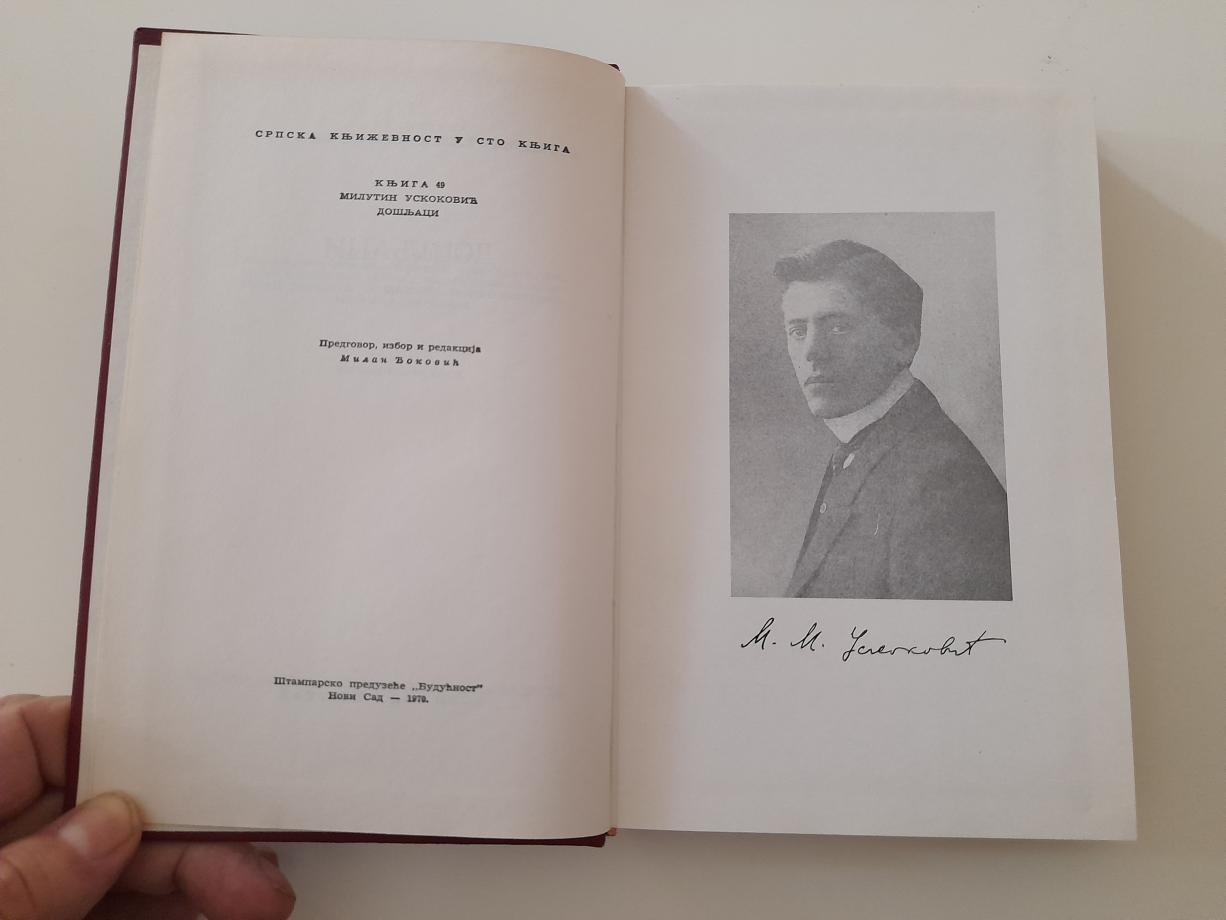 СРПСКА КЊИЖЕВНОСТ У СТО КЊИГА
КЊИГА 49
МИЛУТИН УСКОКОВИЋ
ДОШЉАЦИ
Предговор, избор и редакција
Милан Ђоковић
Штампарско предузеће „Будућност"
Нови Сад — 1970.
М. М. Ускоковић